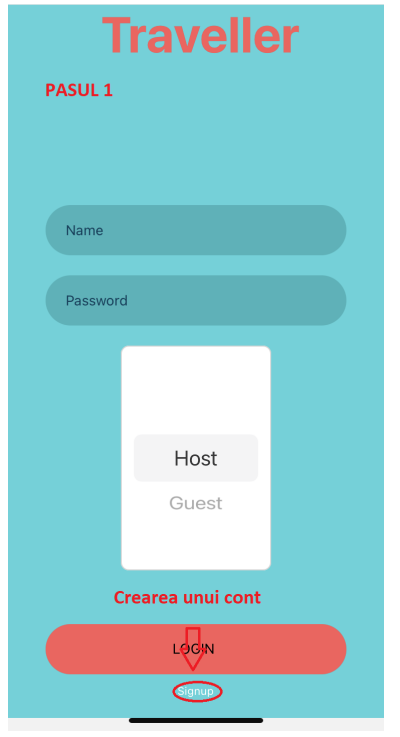 Traveller
PASUL 1
Name
Password
Host
Guest
Crearea unui cont
LOGIN
Signup